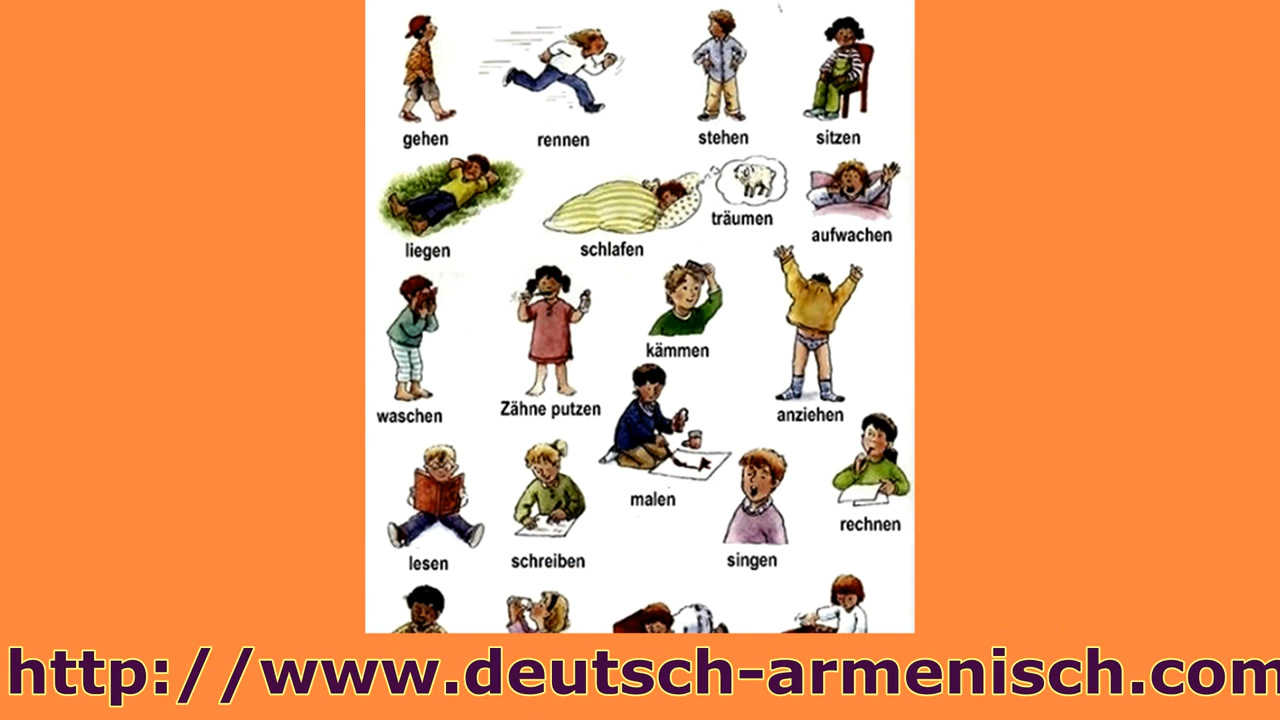 gehen
rennen
stehen
sitzen
liegen
schlafen
träumen
aufwachen
waschen
Zähne putzen
kämmen
anziehen
lesen
schreiben
malen
singen
rechnen
http://www.deutsch-armenisch.com